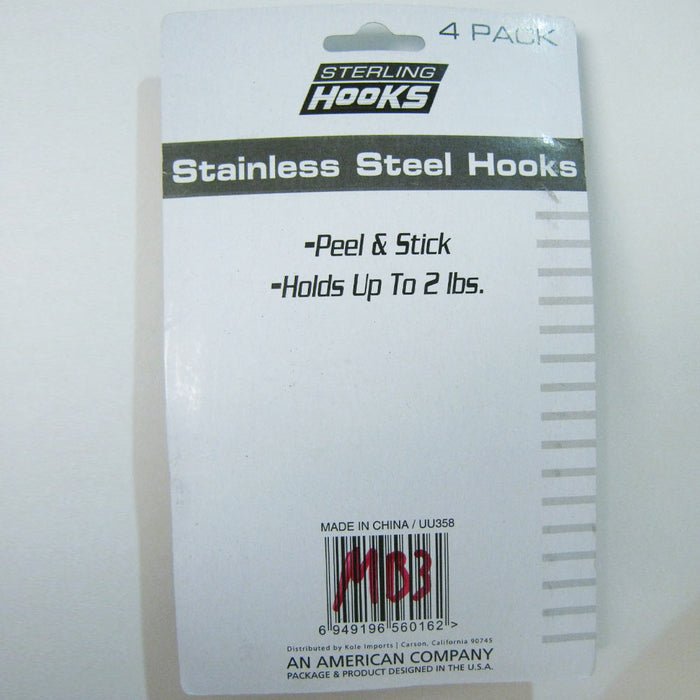 4 PACK
STERLING
HOOKS
Stainless Steel Hooks
-Peel & Stick
-Holds Up To 2 lbs.
MADE IN CHINA / UU358
MB3
6 949196 560162 >
Distributed by Kole Imports | Carson, California 90745
AN AMERICAN COMPANY
PACKAGE & PRODUCT DESIGNED IN THE U.S.A.